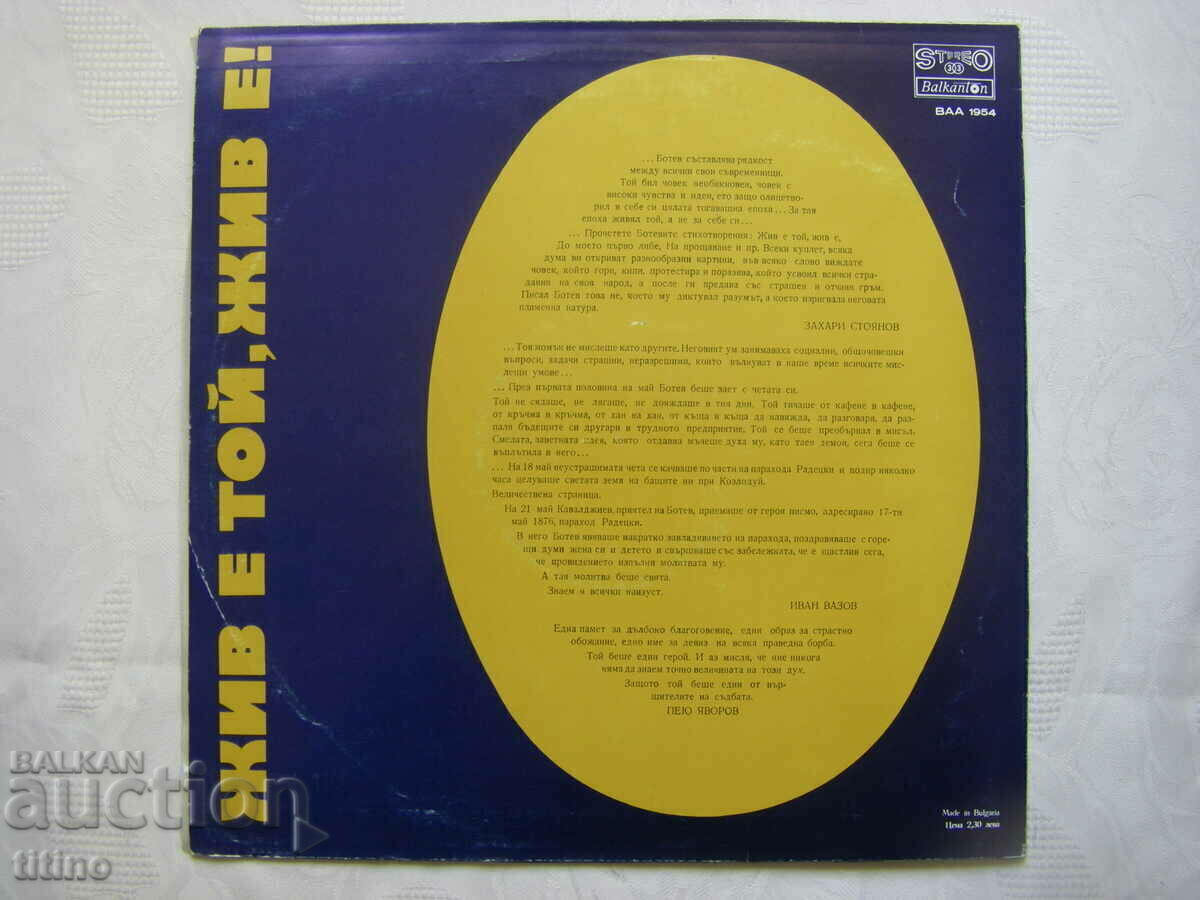 ЖИВ Е ТОЙ, ЖИВ Е!
STEREO
33
Balkanton
ВАА 1954
... Ботев съставлява рядкост
между всички свои съвременници.
Той бил човек необикновен, човек с
високи чувства и идеи, ето защо олицетво-
рил в себе си цялата тогавашна епоха... За тая
епоха живял той, а не за себе си...
... Прочетете Ботевите стихотворения: Жив е той, жив е,
До моето първо либе, На прощаване и пр. Всеки куплет, всяка
дума ви откриват разнообразни картини, във всяко слово виждате
човек, който гори, кипи, протестира и поразява, който усвоил всички стра-
дания на своя народ, а после ги предава със страшен и отчаян гръм.
Писал Ботев това не, което му диктувал разумът, а което изригвала неговата
пламенна натура.
ЗАХАРИ СТОЯНОВ
... Тоя момък не мислеше като другите. Неговият ум занимаваха социални, общочовешки
въпроси, задачи страшни, неразрешими, които вълнуват в наше време всичките мис-
лещи умове...
... През първата половина на май Ботев беше зает с четата си.
Той не сядаше, не лягаше, не дояждаше в тия дни. Той тичаше от кафене в кафене,
от кръчма в кръчма, от хан на хан, от къща в къща да навижда, да разговаря, да раз-
паля бъдещите си другари в трудното предприятие. Той се беше преобърнал в мисъл.
Смелата, заветната идея, която отдавна мъчеше духа му, като таен демон, сега беше се
въплътила в него...
... На 18 май неустрашимата чета се качваше по части на парахода Радецки и подир няколко
часа целуваше светата земя на бащите ни при Козлодуй.
Величествена страница.
На 21 май Кавалджиев, приятел на Ботев, приемаше от героя писмо, адресирано 17-ти
май 1876, параход Радецки.
В него Ботев явяваше накратко завладяването на парахода, поздравяваше с горе-
щи думи жена си и детето и свършваше със забележката, че е щастлив сега,
че провидението изпълни молитвата му.
А тая молитва беше света.
Знаем я всички наизуст.
ИВАН ВАЗОВ
Една памет за дълбоко благоговение, един образ за страстно
обожание, едно име за девиз на всяка праведна борба.
Той беше един герой. И аз мисля, че ние никога
няма да знаем точно величината на този дух.
Защото той беше един от вър-
шителите на съдбата.
ПЕЮ ЯВОРОВ
Made in Bulgaria
Цена 2,30 лева
BALKAN
auction
titino